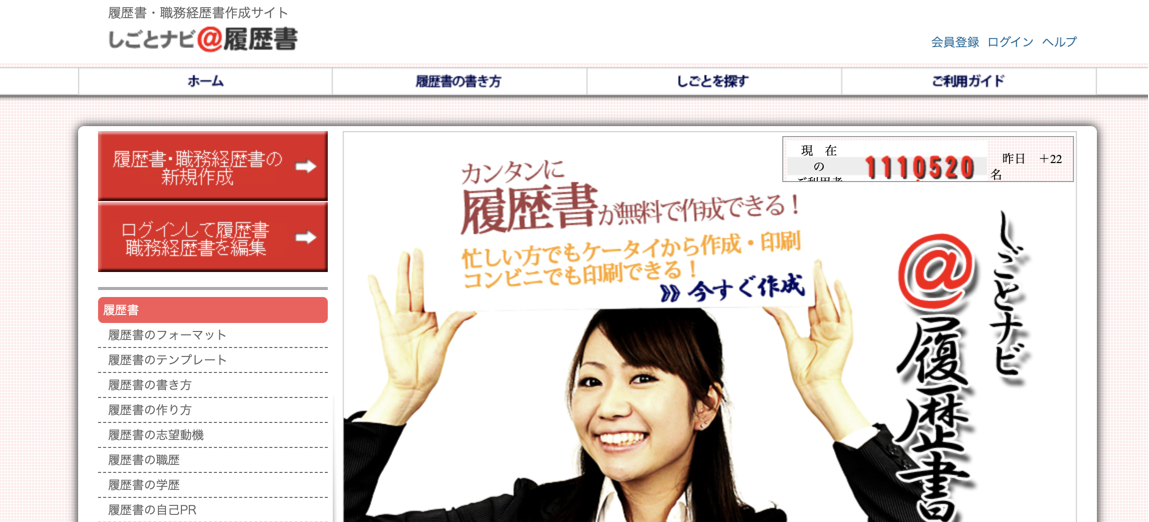 履歴書・職務経歴書作成サイト
しごとナビ@履歴書
会員登録 ログイン ヘルプ
ホーム 履歴書の書き方 しごとを探す ご利用ガイド
履歴書・職務経歴書の
新規作成
ログインして履歴書
職務経歴書を編集
履歴書
履歴書のフォーマット
履歴書のテンプレート
履歴書の書き方
履歴書の作り方
履歴書の志望動機
履歴書の職歴
履歴書の学歴
履歴書の自己PR
現 在
の
1110520
昨日 +22
名
カンタンに
履歴書が無料で作成できる!
忙しい方でもケータイから作成・印刷
コンビニでも印刷できる!
今すぐ作成
しごとナビ
@履歴書